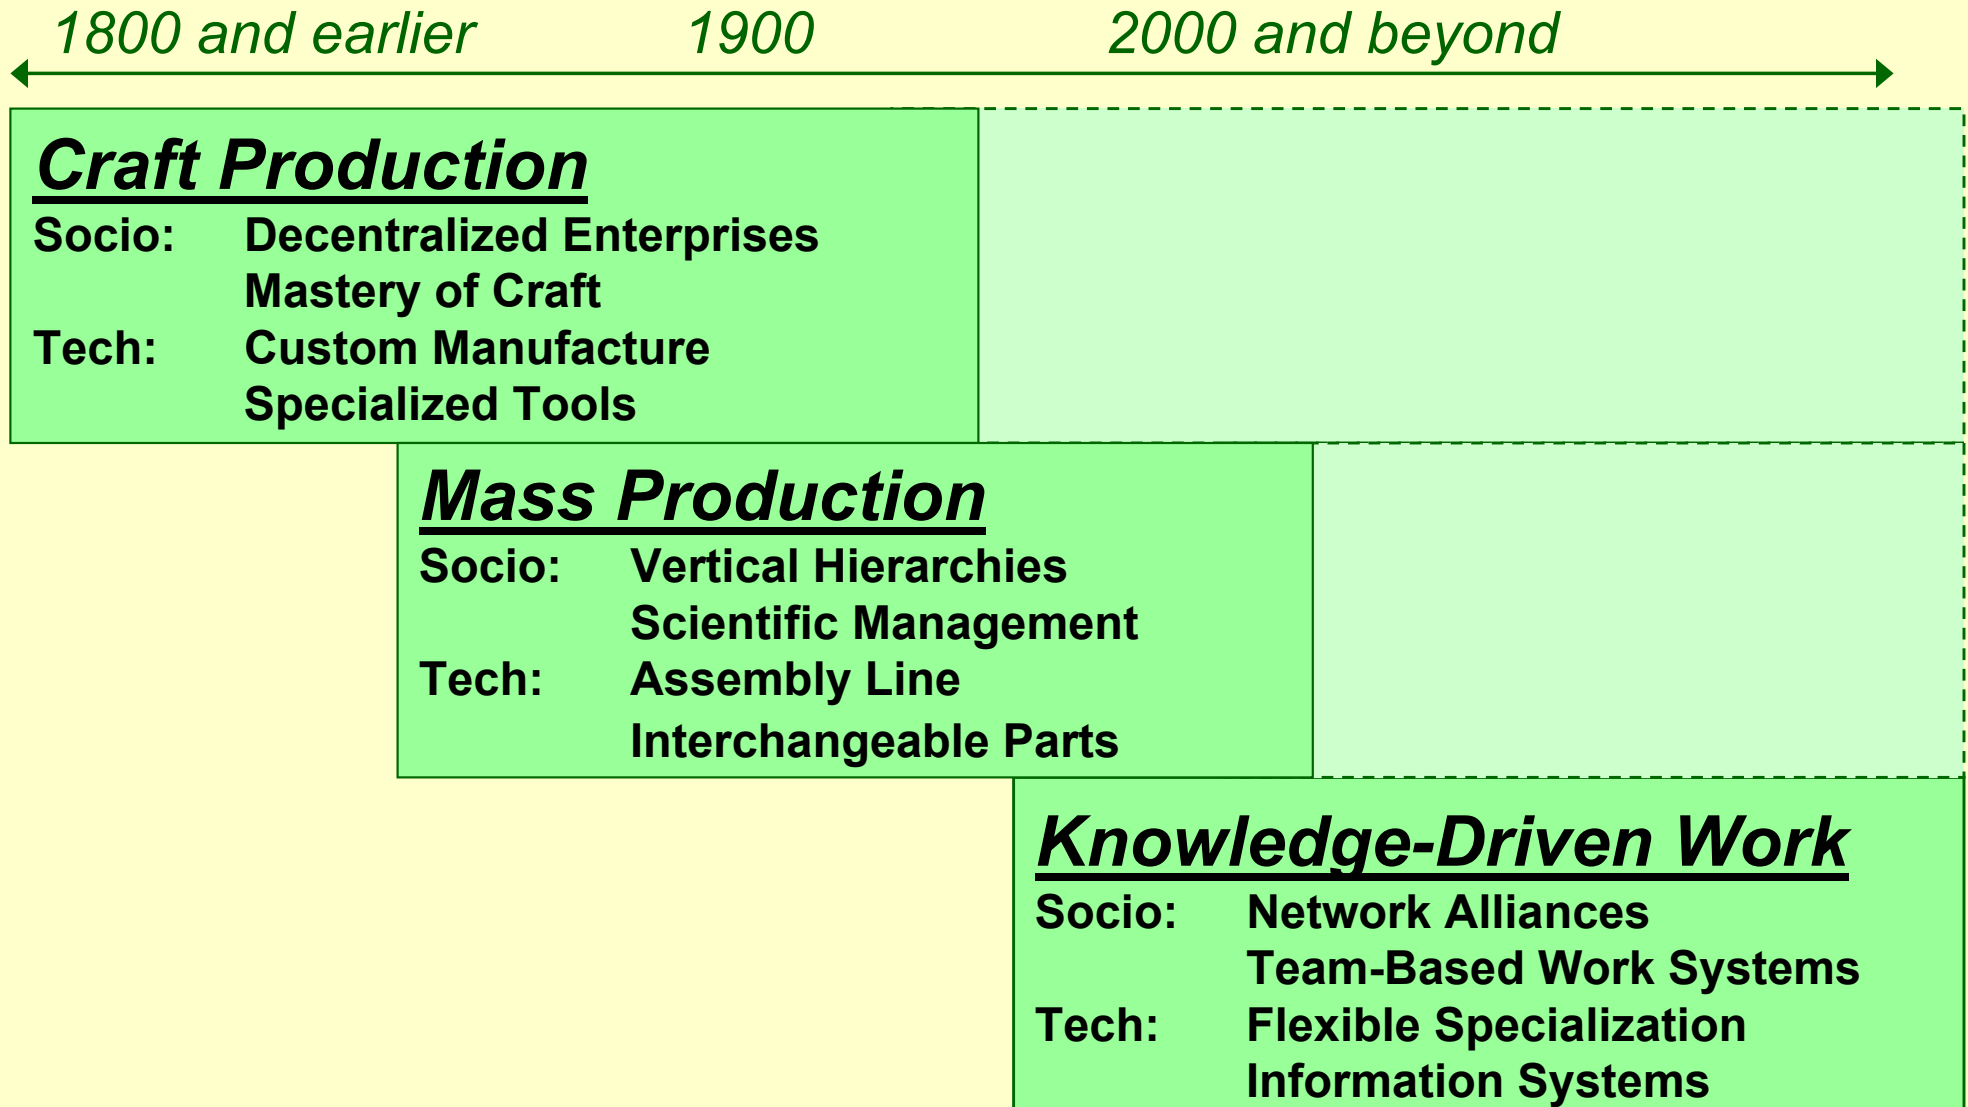 1800 and earlier 1900 2000 and beyond
Craft Production
Socio: Decentralized Enterprises
Mastery of Craft
Tech: Custom Manufacture
Specialized Tools
Mass Production
Socio: Vertical Hierarchies
Scientific Management
Tech: Assembly Line
Interchangeable Parts
Knowledge-Driven Work
Socio: Network Alliances
Team-Based Work Systems
Tech: Flexible Specialization
Information Systems